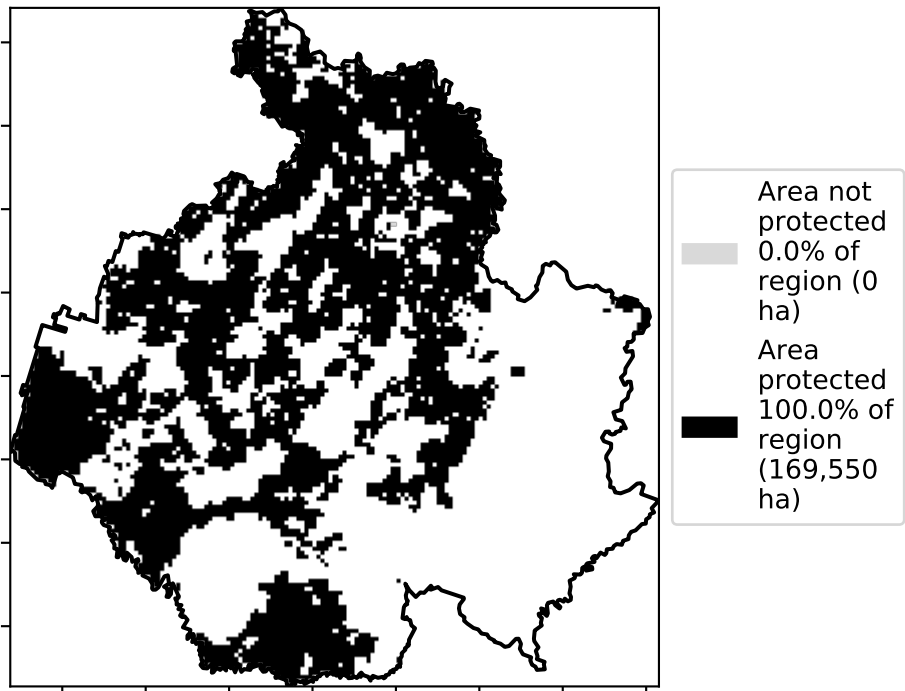 Area not
protected
0.0% of
region (0
ha)
Area
protected
100.0% of
region
(169,550
ha)